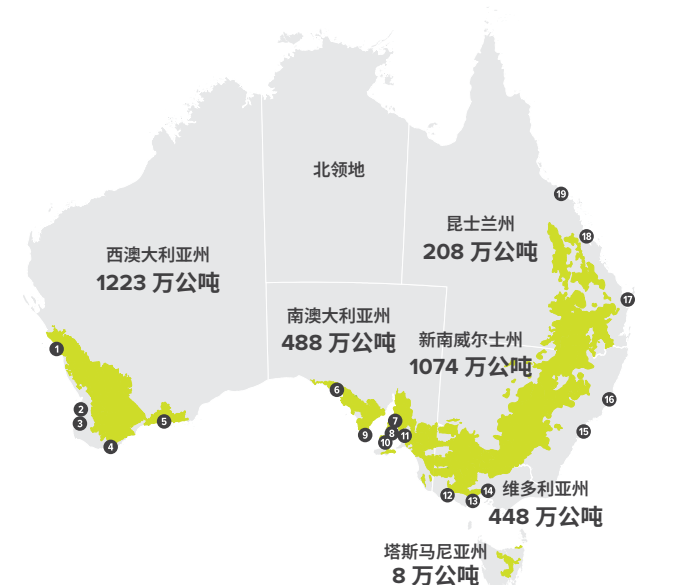 北领地
19
昆士兰州
208 万公吨
18
西澳大利亚州
1223 万公吨
17
南澳大利亚州
488 万公吨
新南威尔士州
1074 万公吨
1
6
16
2
3
5
7
8
9
10
11
15
4
12
13
14
维多利亚州
448 万公吨
塔斯马尼亚州
8 万公吨